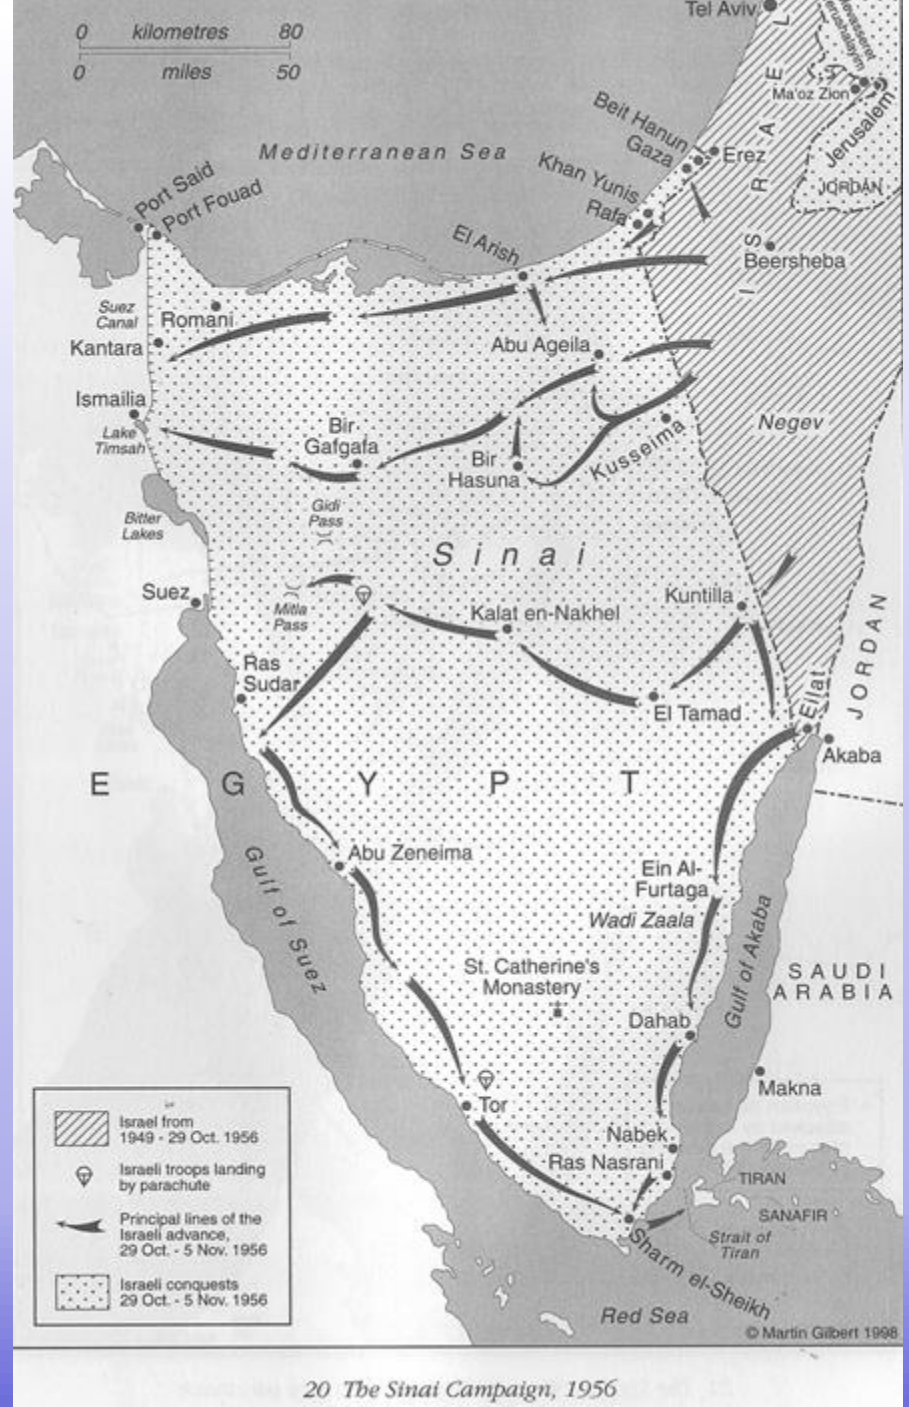 Tel Aviv
Mevasseret
Yerushalayim
0 kilometres 80
0 miles 50
Ma'oz Zion
Jerusalem
JORDAN
Beit Hanun
Gaza
Erez
Khan Yunis
Rafa
ISRAEL
Mediterranean Sea
Port Said
Port Fouad
El Arish
Beersheba
Suez
Canal
Romani
Kantara
Abu Ageila
Ismailia
Lake
Timsah
Bir
Gafgafa
Bir
Hasuna
Kusseima
Negev
Gidi
Pass
Bitter
Lakes
Sinai
Suez
Mitla
Pass
Kalat en-Nakhel
Kuntilla
JORDAN
Ras
Sudar
El Tamad
Eilat
Akaba
EGYPT
Gulf of Suez
Abu Zeneima
Ein Al-
Furtaga
Wadi Zaala
Gulf of Akaba
St. Catherine's
Monastery
SAUDI
ARABIA
Dahab
Makna
Tor
Nabek
Ras Nasrani
TIRAN
SANAFIR
Strait of
Tiran
Sharm el-Sheikh
Red Sea
Israel from
1949 - 29 Oct. 1956
Israeli troops landing
by parachute
Principal lines of the
Israeli advance,
29 Oct. - 5 Nov. 1956
Israeli conquests
29 Oct. - 5 Nov. 1956
© Martin Gilbert 1998
20 The Sinai Campaign, 1956